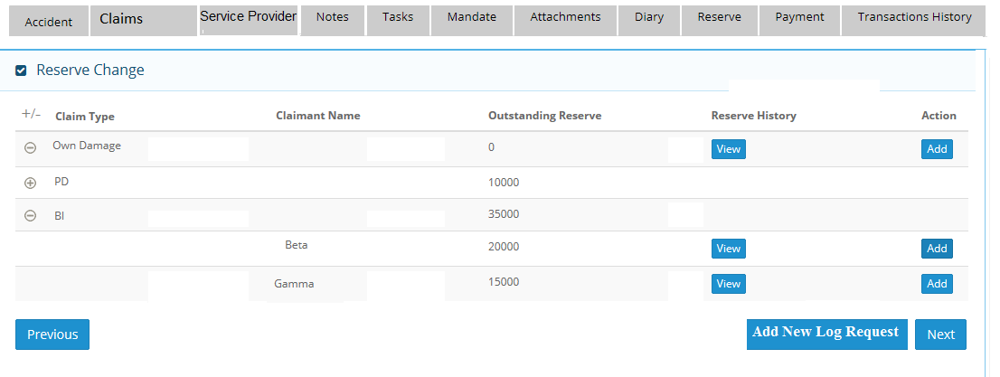 Accident Claims Service Provider Notes Tasks Mandate Attachments Diary Reserve Payment Transactions History
Reserve Change
+/- Claim Type Claimant Name Outstanding Reserve Reserve History Action
Own Damage 0 View Add
PD 10000
BI 35000
Beta 20000 View Add
Gamma 15000 View Add
Previous Add New Log Request Next